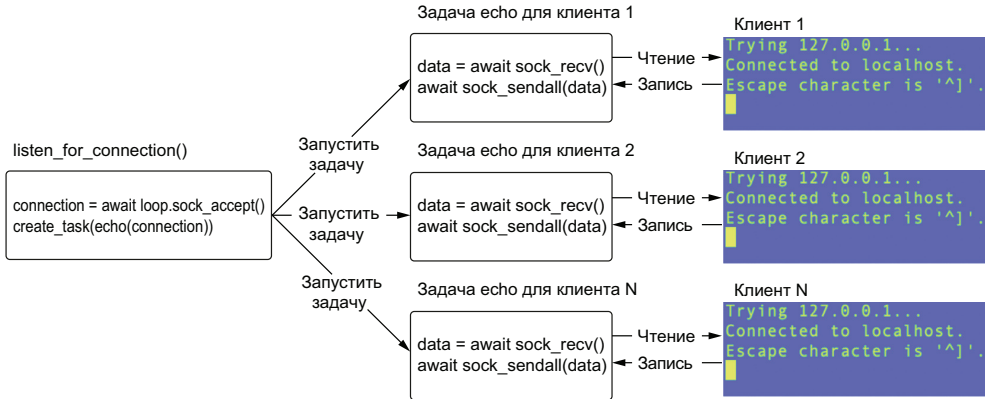 Задача echo для клиента 1
data = await sock_recv()
await sock_sendall(data)
Чтение
Запись
Клиент 1
Trying 127.0.0.1...
Connected to localhost.
Escape character is '^]'.
listen_for_connection()
connection = await loop.sock_accept()
create_task(echo(connection))
Запустить
задачу
Запустить
задачу
Запустить
задачу
Задача echo для клиента 2
data = await sock_recv()
await sock_sendall(data)
Чтение
Запись
Клиент 2
Trying 127.0.0.1...
Connected to localhost.
Escape character is '^]'.
Задача echo для клиента N
data = await sock_recv()
await sock_sendall(data)
Чтение
Запись
Клиент N
Trying 127.0.0.1...
Connected to localhost.
Escape character is '^]'.